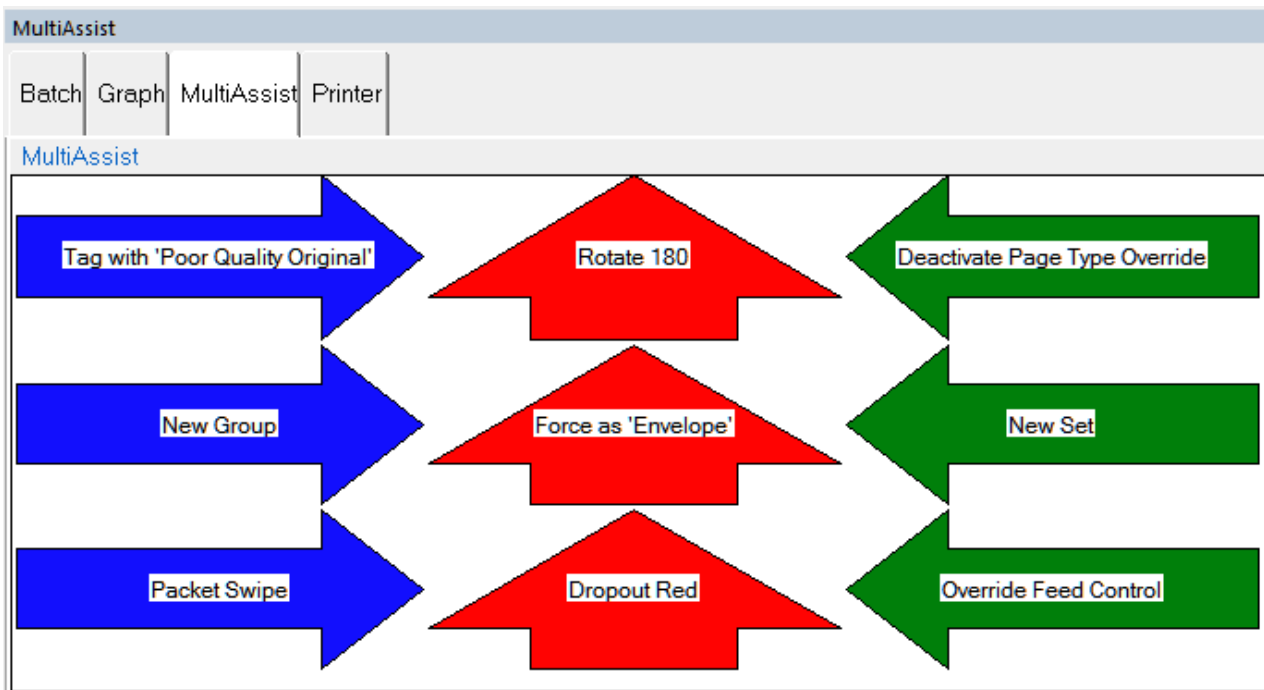 MultiAssist
Batch Graph MultiAssist Printer
MultiAssist
Tag with 'Poor Quality Original' Rotate 180 Deactivate Page Type Override
New Group Force as 'Envelope' New Set
Packet Swipe Dropout Red Override Feed Control